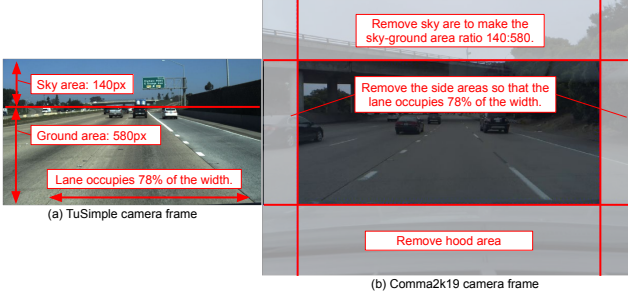 Sky area: 140px
Ground area: 580px
Lane occupies 78% of the width.
(a) TuSimple camera frame
Remove sky are to make the
sky-ground area ratio 140:580.
Remove the side areas so that the
lane occupies 78% of the width.
Remove hood area
(b) Comma2k19 camera frame